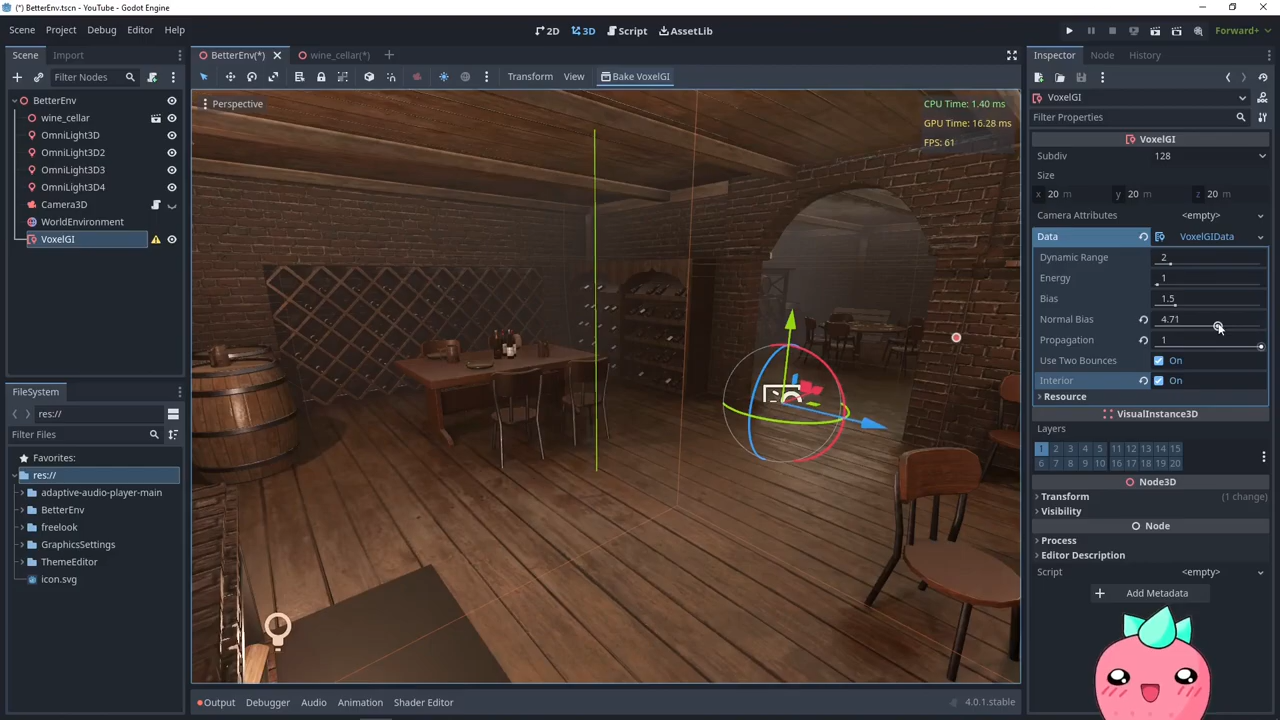 (*) BetterEnv.tscn - YouTube - Godot Engine
Scene Project Debug Editor Help
2D 3D Script AssetLib
Forward+
Scene Import
BetterEnv(*) wine_cellar(*)
Inspector Node History
Filter Nodes
Transform View Bake VoxelGI
BetterEnv
wine_cellar
OmniLight3D
OmniLight3D2
OmniLight3D3
OmniLight3D4
Camera3D
WorldEnvironment
VoxelGI
Perspective
CPU Time: 1.40 ms
GPU Time: 16.28 ms
FPS: 61
VoxelGI
Filter Properties
VoxelGI
Subdiv 128
Size
x 20 m y 20 m z 20 m
Camera Attributes <empty>
Data VoxelGIData
Dynamic Range 2
Energy 1
Bias 1.5
Normal Bias 4.71
Propagation 1
Use Two Bounces On
Interior On
Resource
VisualInstance3D
Layers
1 2 3 4 5 11 12 13 14 15
6 7 8 9 10 16 17 18 19 20
Node3D
Transform (1 change)
Visibility
Node
Process
Editor Description
Script <empty>
Add Metadata
FileSystem
res://
Filter Files
Favorites:
res://
adaptive-audio-player-main
BetterEnv
freelook
GraphicsSettings
ThemeEditor
icon.svg
Output Debugger Audio Animation Shader Editor
4.0.1.stable